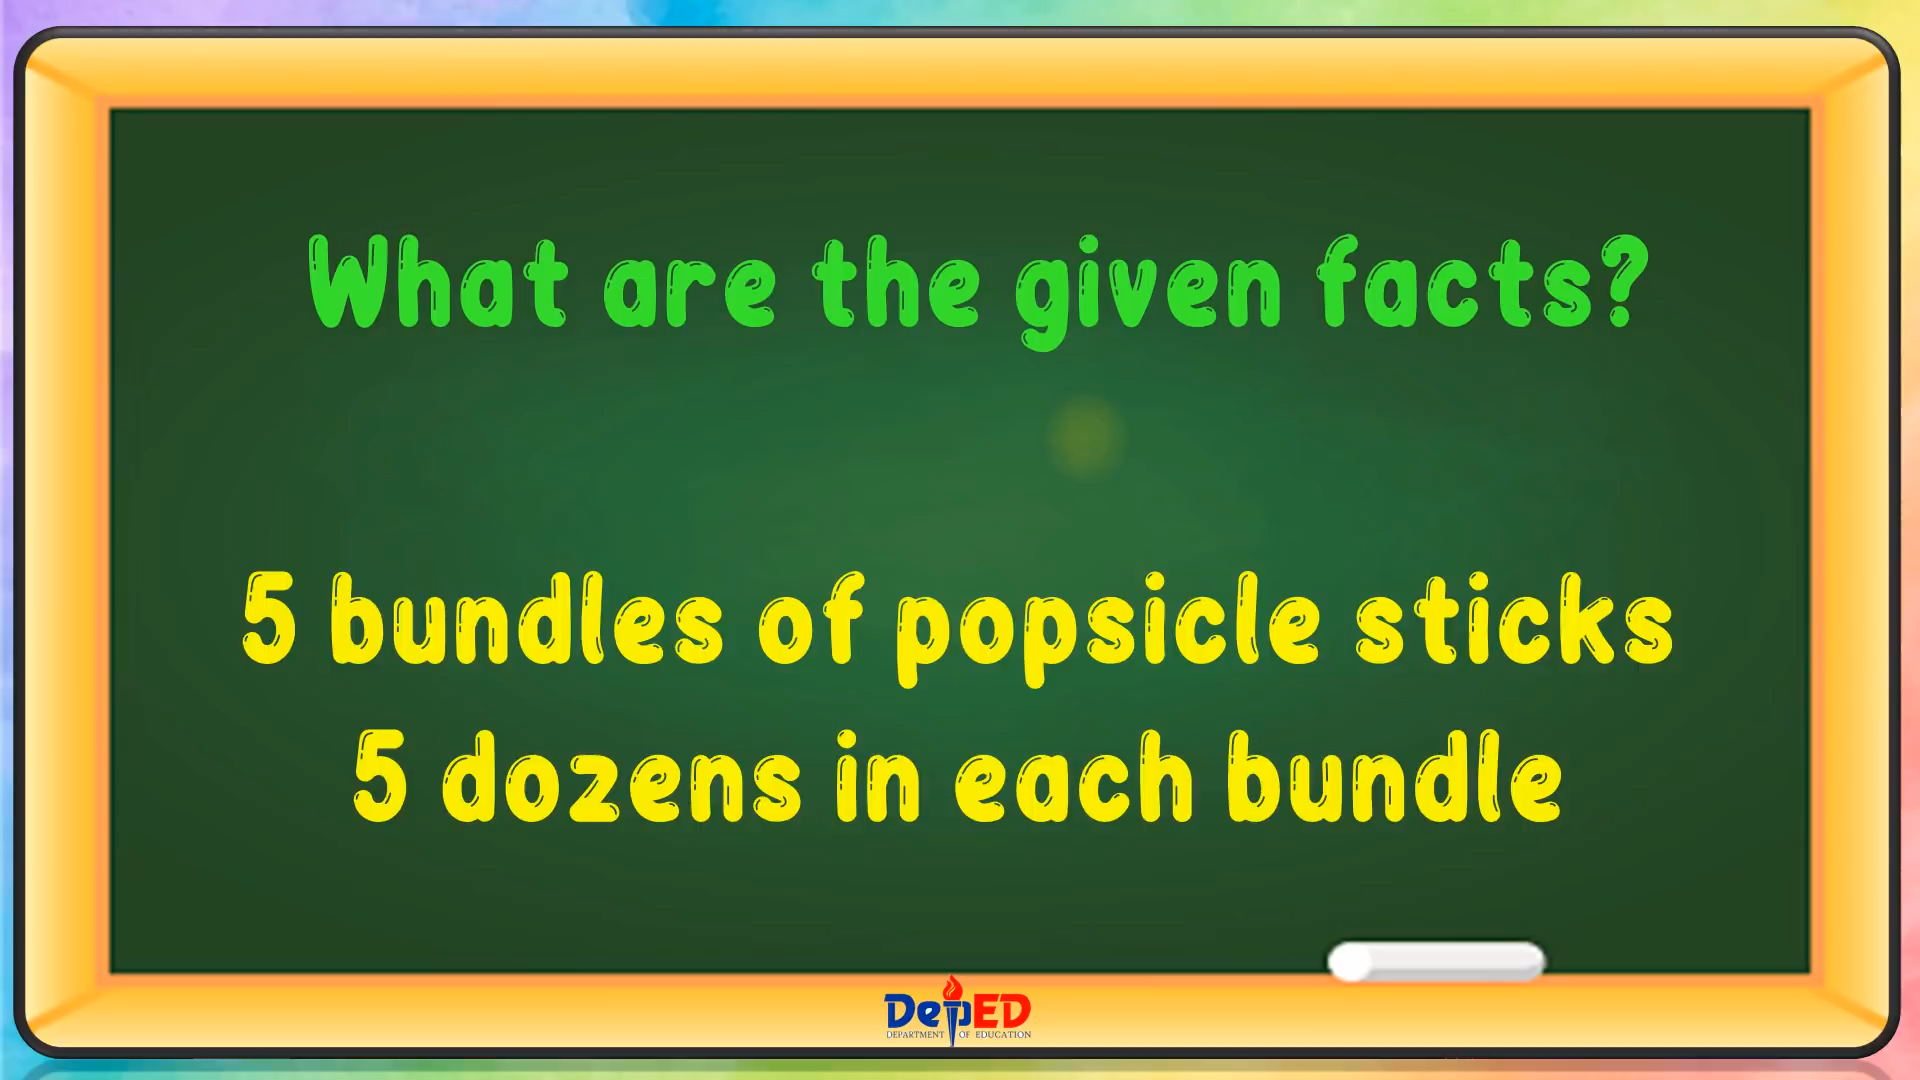 What are the given facts?
5 bundles of popsicle sticks
5 dozens in each bundle
DepED
DEPARTMENT OF EDUCATION